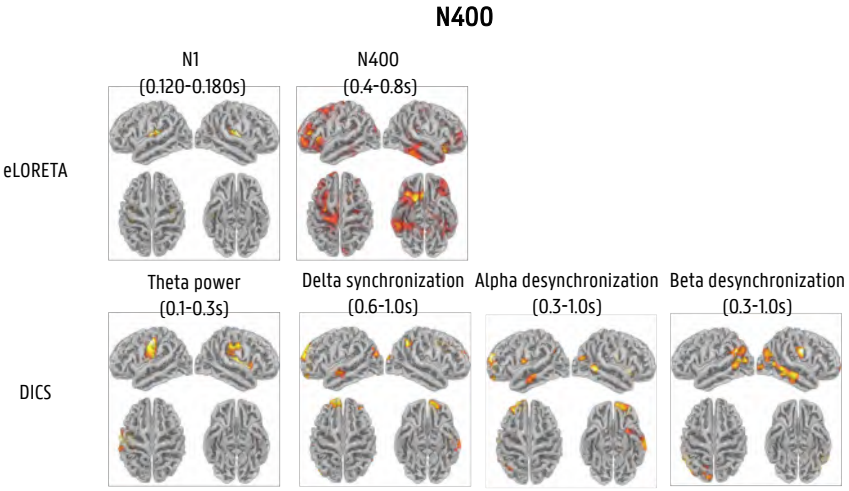 N400
N1
(0.120-0.180s)
N400
(0.4-0.8s)
eLORETA
Theta power
(0.1-0.3s)
Delta synchronization
(0.6-1.0s)
Alpha desynchronization
(0.3-1.0s)
Beta desynchronization
(0.3-1.0s)
DICS